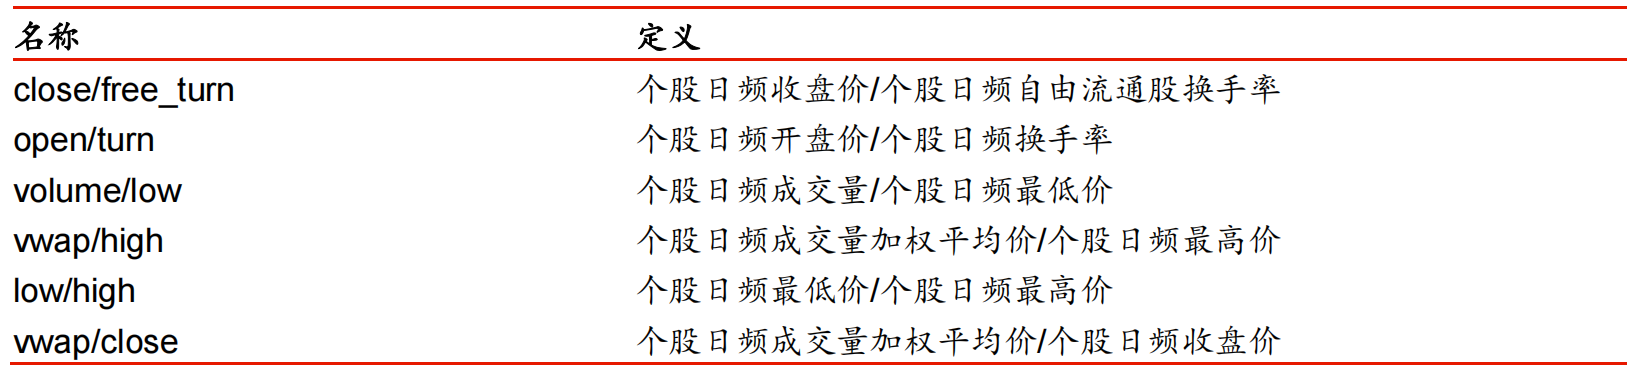 名称 定义
close/free_turn 个股日频收盘价/个股日频自由流通股换手率
open/turn 个股日频开盘价/个股日频换手率
volume/low 个股日频成交量/个股日频最低价
vwap/high 个股日频成交量加权平均价/个股日频最高价
low/high 个股日频最低价/个股日频最高价
vwap/close 个股日频成交量加权平均价/个股日频收盘价